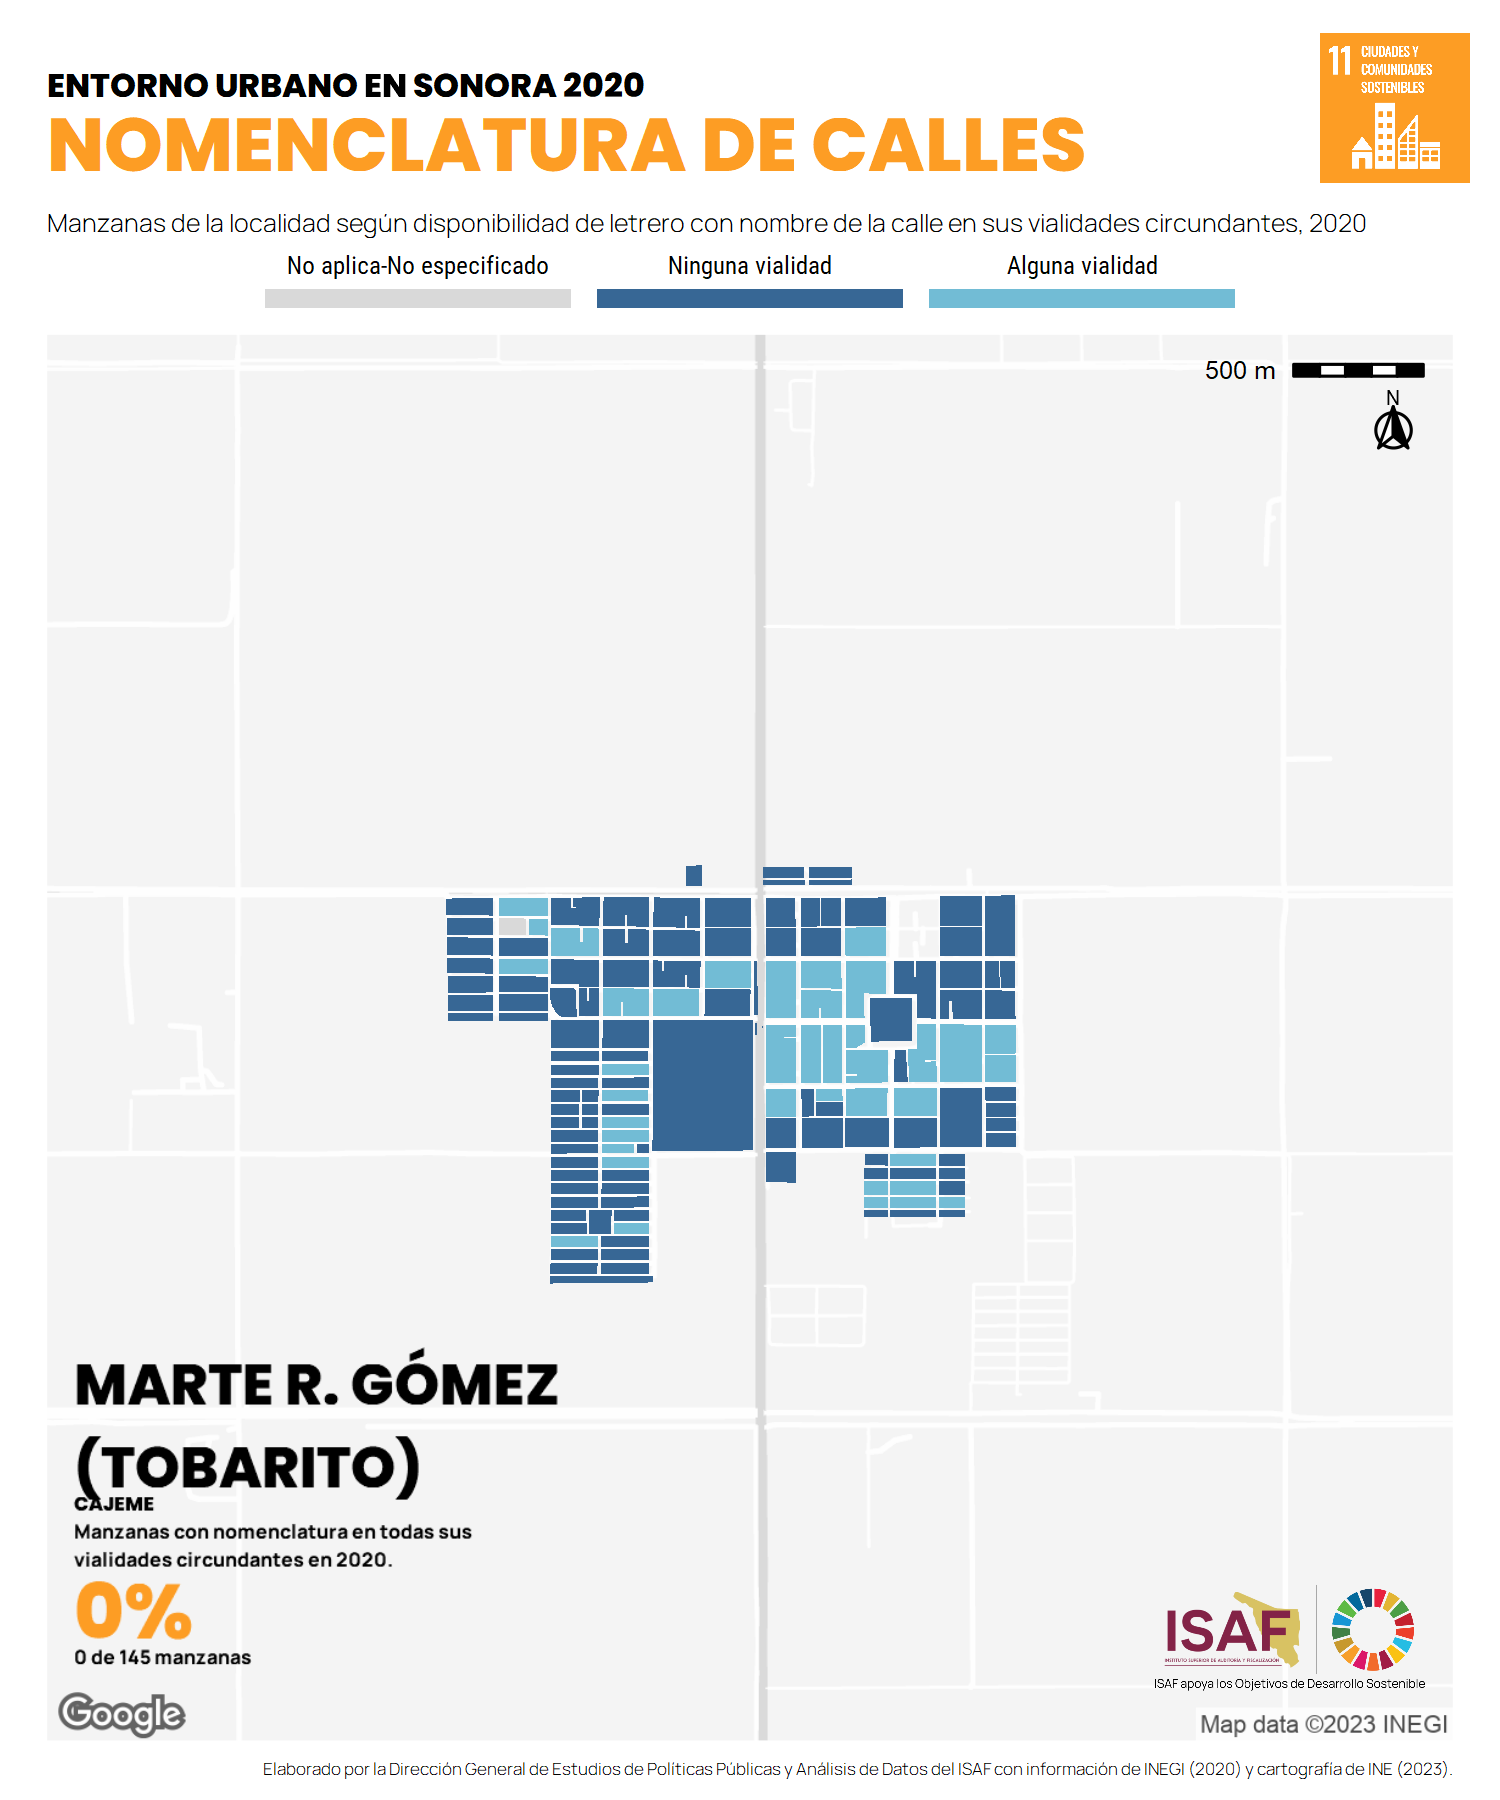 ENTORNO URBANO EN SONORA 2020
NOMENCLATURA DE CALLES
11 CIUDADES Y
COMUNIDADES
SOSTENIBLES
Manzanas de la localidad según disponibilidad de letrero con nombre de la calle en sus vialidades circundantes, 2020
No aplica-No especificado
Ninguna vialidad
Alguna vialidad
500 m
N
MARTE R. GÓMEZ
(TOBARITO)
CAJEME
Manzanas con nomenclatura en todas sus
vialidades circundantes en 2020.
0%
0 de 145 manzanas
ISAF
INSTITUTO SUPERIOR DE AUDITORÍA Y FISCALIZACIÓN
ISAF apoya los Objetivos de Desarrollo Sostenible
Google
Map data ©2023 INEGI
Elaborado por la Dirección General de Estudios de Políticas Públicas y Análisis de Datos del ISAF con información de INEGI (2020) y cartografía de INE (2023).